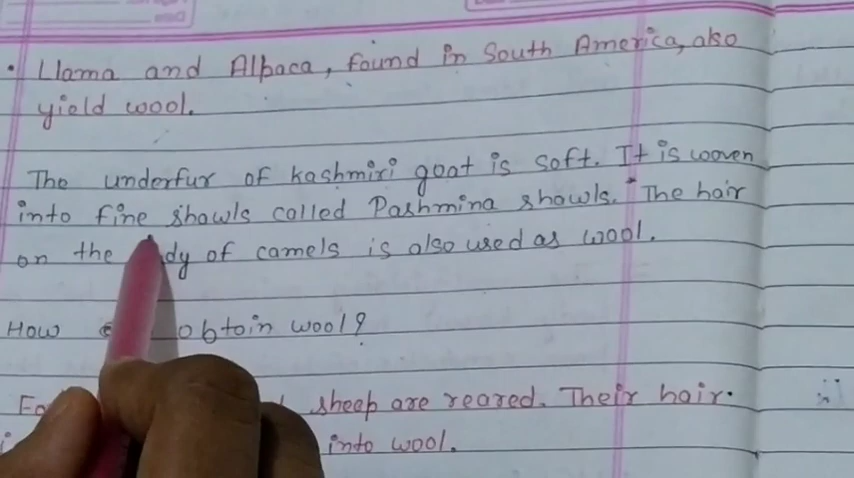 • Llama and Alpaca, found in South America, also
yield wool.
The underfur of kashmiri goat is soft. It is woven
into fine shawls called Pashmina shawls. * The hair
on the dy of camels is also used as wool.
How obtain wool?
Fo sheep are reared. Their hair.
into wool.